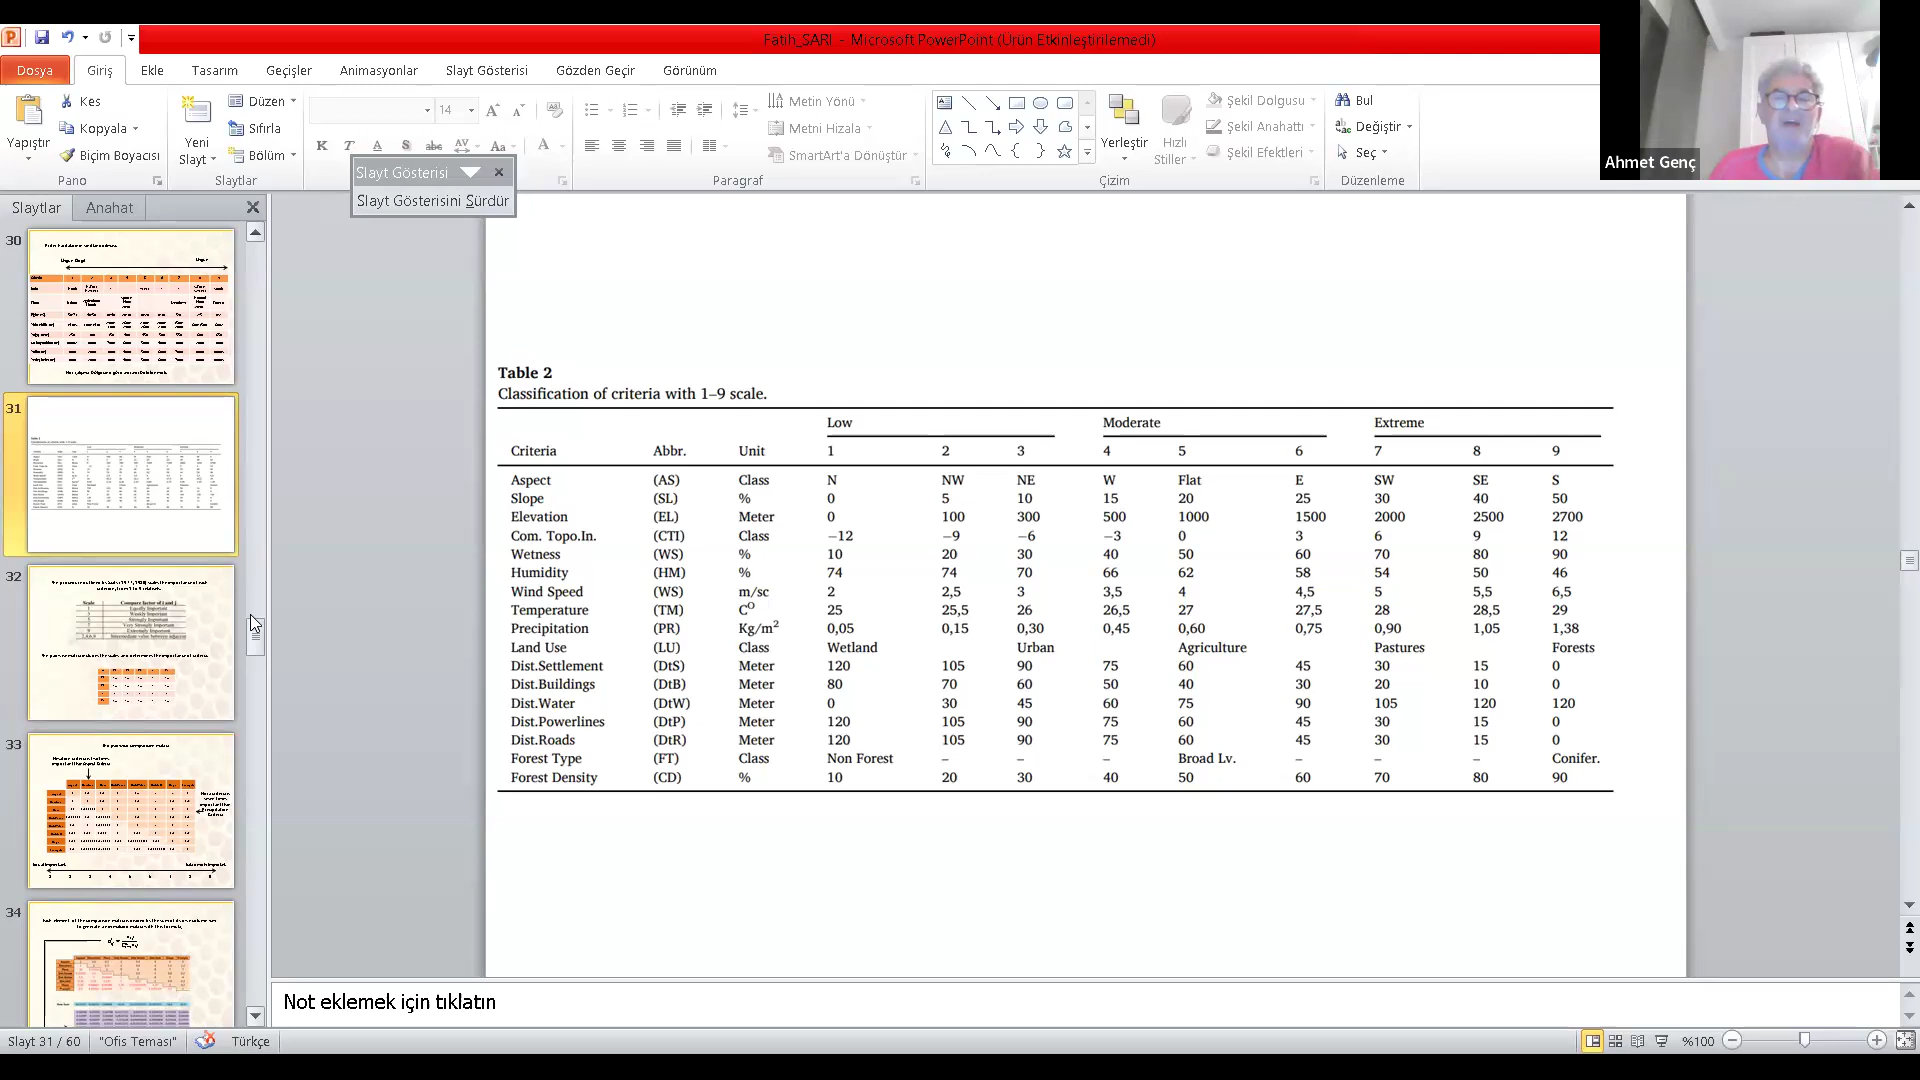 Fatih_SARI - Microsoft PowerPoint (Ürün Etkinleştirilemedi)
Dosya Giriş Ekle Tasarım Geçişler Animasyonlar Slayt Gösterisi Gözden Geçir Görünüm
Yapıştır
Kes
Kopyala
Biçim Boyacısı
Pano
Yeni Slayt
Düzen
Sıfırla
Bölüm
Slaytlar
14
K T A S abc AV Aa A
Slayt Gösterisi
Slayt Gösterisini Sürdür
Metin Yönü
Metni Hizala
SmartArt'a Dönüştür
Paragraf
Yerleştir
Hızlı Stiller
Şekil Dolgusu
Şekil Anahattı
Şekil Efektleri
Çizim
Bul
Değiştir
Seç
Düzenleme
Ahmet Genç
Slaytlar Anahat
30
31
32
33
34
Table 2
Classification of criteria with 1–9 scale.
Low Moderate Extreme
Criteria Abbr. Unit 1 2 3 4 5 6 7 8 9
Aspect (AS) Class N NW NE W Flat E SW SE S
Slope (SL) % 0 5 10 15 20 25 30 40 50
Elevation (EL) Meter 0 100 300 500 1000 1500 2000 2500 2700
Com. Topo.In. (CTI) Class −12 −9 −6 −3 0 3 6 9 12
Wetness (WS) % 10 20 30 40 50 60 70 80 90
Humidity (HM) % 74 74 70 66 62 58 54 50 46
Wind Speed (WS) m/sc 2 2,5 3 3,5 4 4,5 5 5,5 6,5
Temperature (TM) C⁰ 25 25,5 26 26,5 27 27,5 28 28,5 29
Precipitation (PR) Kg/m² 0,05 0,15 0,30 0,45 0,60 0,75 0,90 1,05 1,38
Land Use (LU) Class Wetland Urban Agriculture Pastures Forests
Dist.Settlement (DtS) Meter 120 105 90 75 60 45 30 15 0
Dist.Buildings (DtB) Meter 80 70 60 50 40 30 20 10 0
Dist.Water (DtW) Meter 0 30 45 60 75 90 105 120 120
Dist.Powerlines (DtP) Meter 120 105 90 75 60 45 30 15 0
Dist.Roads (DtR) Meter 120 105 90 75 60 45 30 15 0
Forest Type (FT) Class Non Forest – – – Broad Lv. – – – Conifer.
Forest Density (CD) % 10 20 30 40 50 60 70 80 90
Not eklemek için tıklatın
Slayt 31 / 60 "Ofis Teması" Türkçe %100